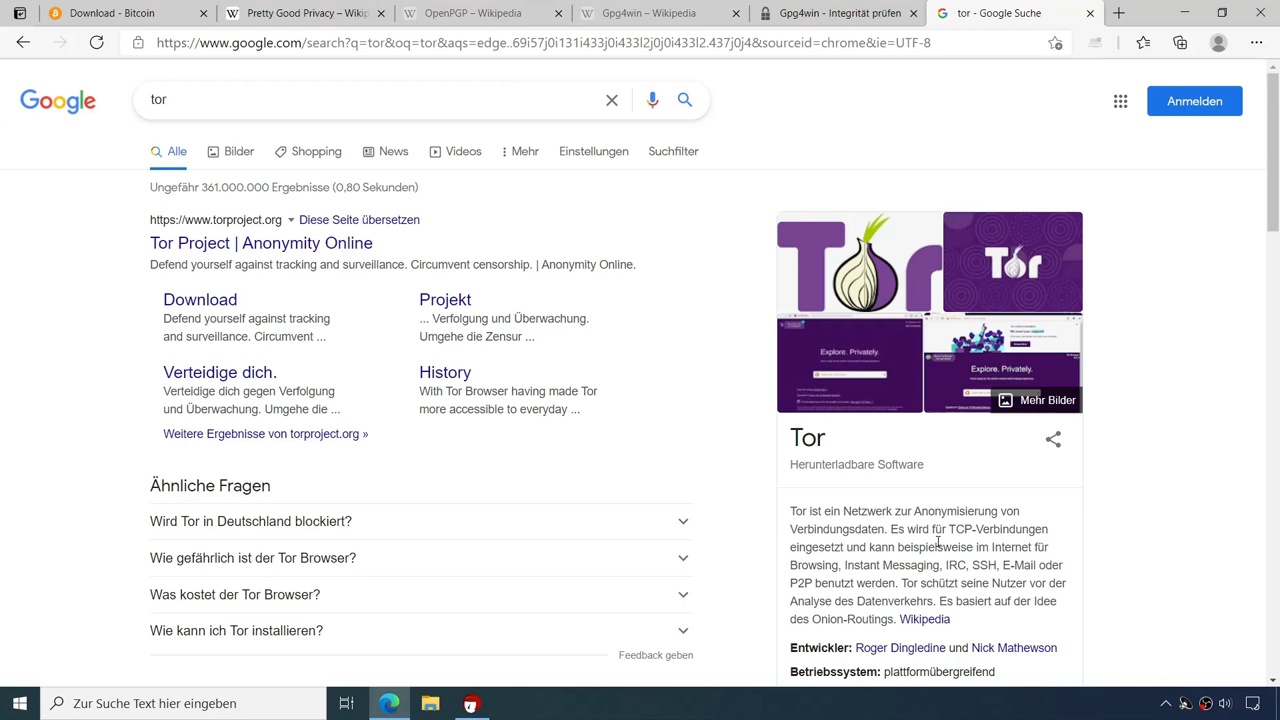 Bitcoin – Wikipedia
TorProject – Wikipedia
OpenPGP – Wikipedia
Gpg4win – Wikipedia
tor - Google Suche
https://www.google.com/search?q=tor&oq=tor&aqs=edge..69i57j0i131i433j0i433l2j0j0i433l2.437j0j4&sourceid=chrome&ie=UTF-8
Google
tor
Anmelden
Alle
Bilder
Shopping
News
Videos
Mehr
Einstellungen
Suchfilter
Ungefähr 361.000.000 Ergebnisse (0,80 Sekunden)
https://www.torproject.org
Diese Seite übersetzen
Tor Project | Anonymity Online
Defend yourself against tracking and surveillance. Circumvent censorship. | Anonymity Online.
Download
Defend yourself against tracking
and surveillance. Circumvent ...
Projekt
... Verfolgung und Überwachung.
Umgehe die Zensur ...
Verteidige dich.
Verteidige dich gegen Verfolgung
und Überwachung. Umgehe die ...
History
With Tor Browser having made Tor
more accessible to everyday ...
Weitere Ergebnisse von torproject.org »
Ähnliche Fragen
Wird Tor in Deutschland blokiert?
Wie gefährlich ist der Tor Browser?
Was kostet der Tor Browser?
Wie kann ich Tor installieren?
Feedback geben
Tor
Tor
Explore. Privately.
Explore. Privately.
Mehr Bilder
Tor
Herunterladbare Software
Tor ist ein Netzwerk zur Anonymisierung von
Verbindungsdaten. Es wird für TCP-Verbindungen
eingesetzt und kann beispielsweise im Internet für
Browsing, Instant Messaging, IRC, SSH, E-Mail oder
P2P benutzt werden. Tor schützt seine Nutzer vor der
Analyse des Datenverkehrs. Es basiert auf der Idee
des Onion-Routings. Wikipedia
Entwickler: Roger Dingledine und Nick Mathewson
Betriebssystem: plattformübergreifend
Zur Suche Text hier eingeben